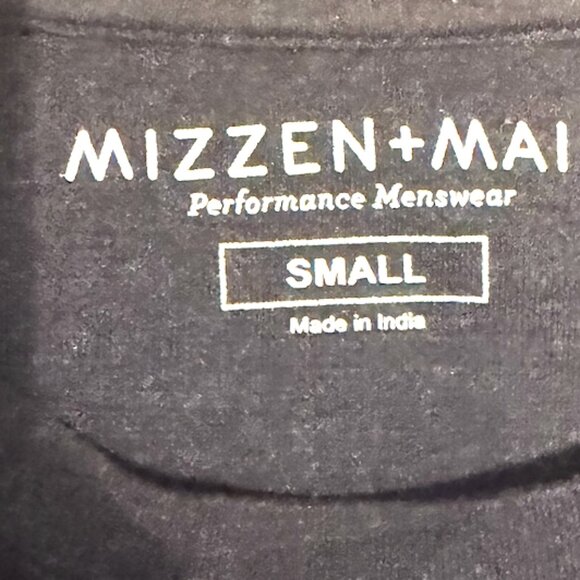 MIZZEN+MAI
Performance Menswear
SMALL
Made in India